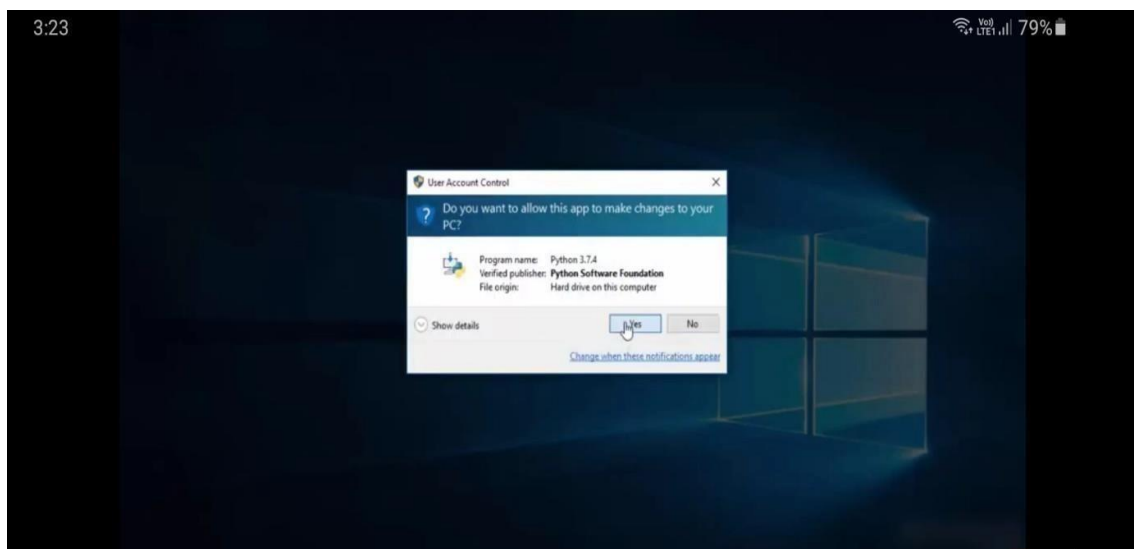 3:23
Vo)) LTE1 79%
User Account Control
Do you want to allow this app to make changes to your
PC?
Program name: Python 3.7.4
Verified publisher: Python Software Foundation
File origin: Hard drive on this computer
Show details
Yes No
Change when these notifications appear